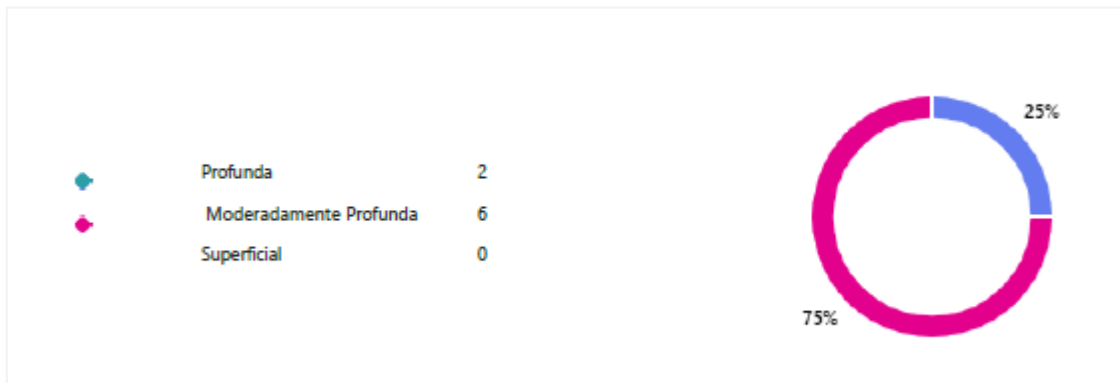 25%
Profunda 2
Moderadamente Profunda 6
Superficial 0
75%